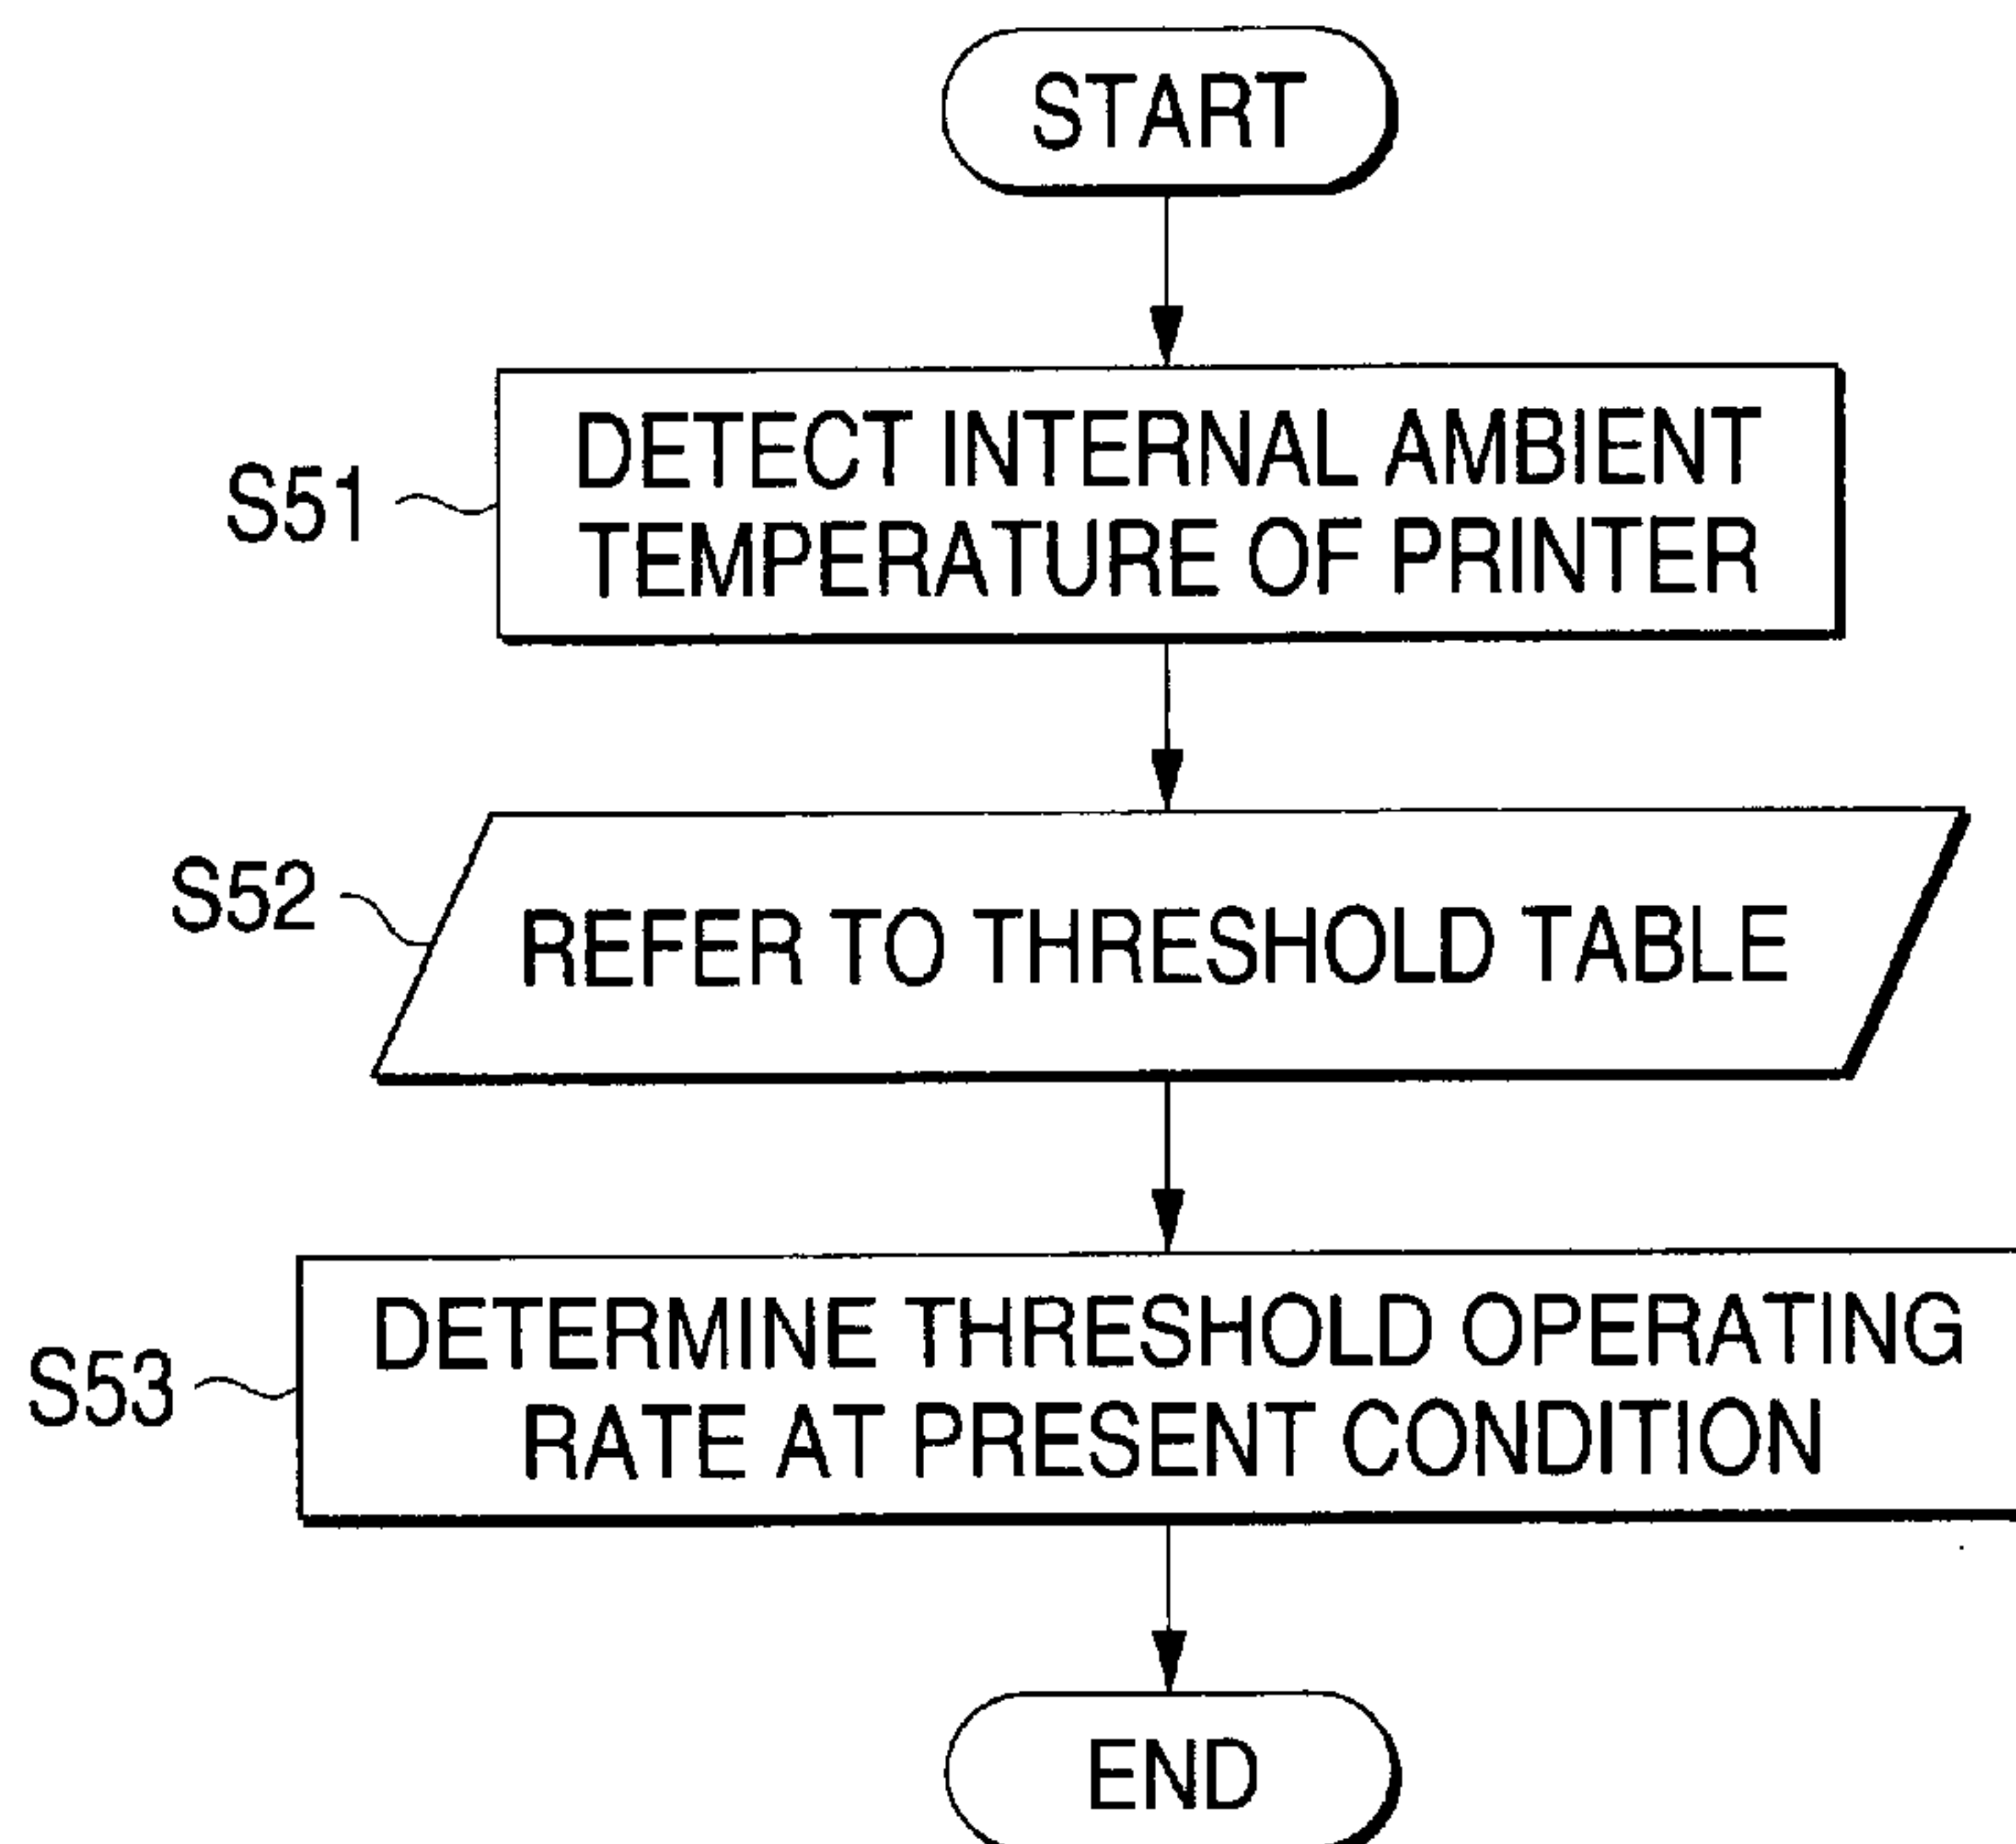 START
S51
DETECT INTERNAL AMBIENT
TEMPERATURE OF PRINTER
S52
REFER TO THRESHOLD TABLE
S53
DETERMINE THRESHOLD OPERATING
RATE AT PRESENT CONDITION
END